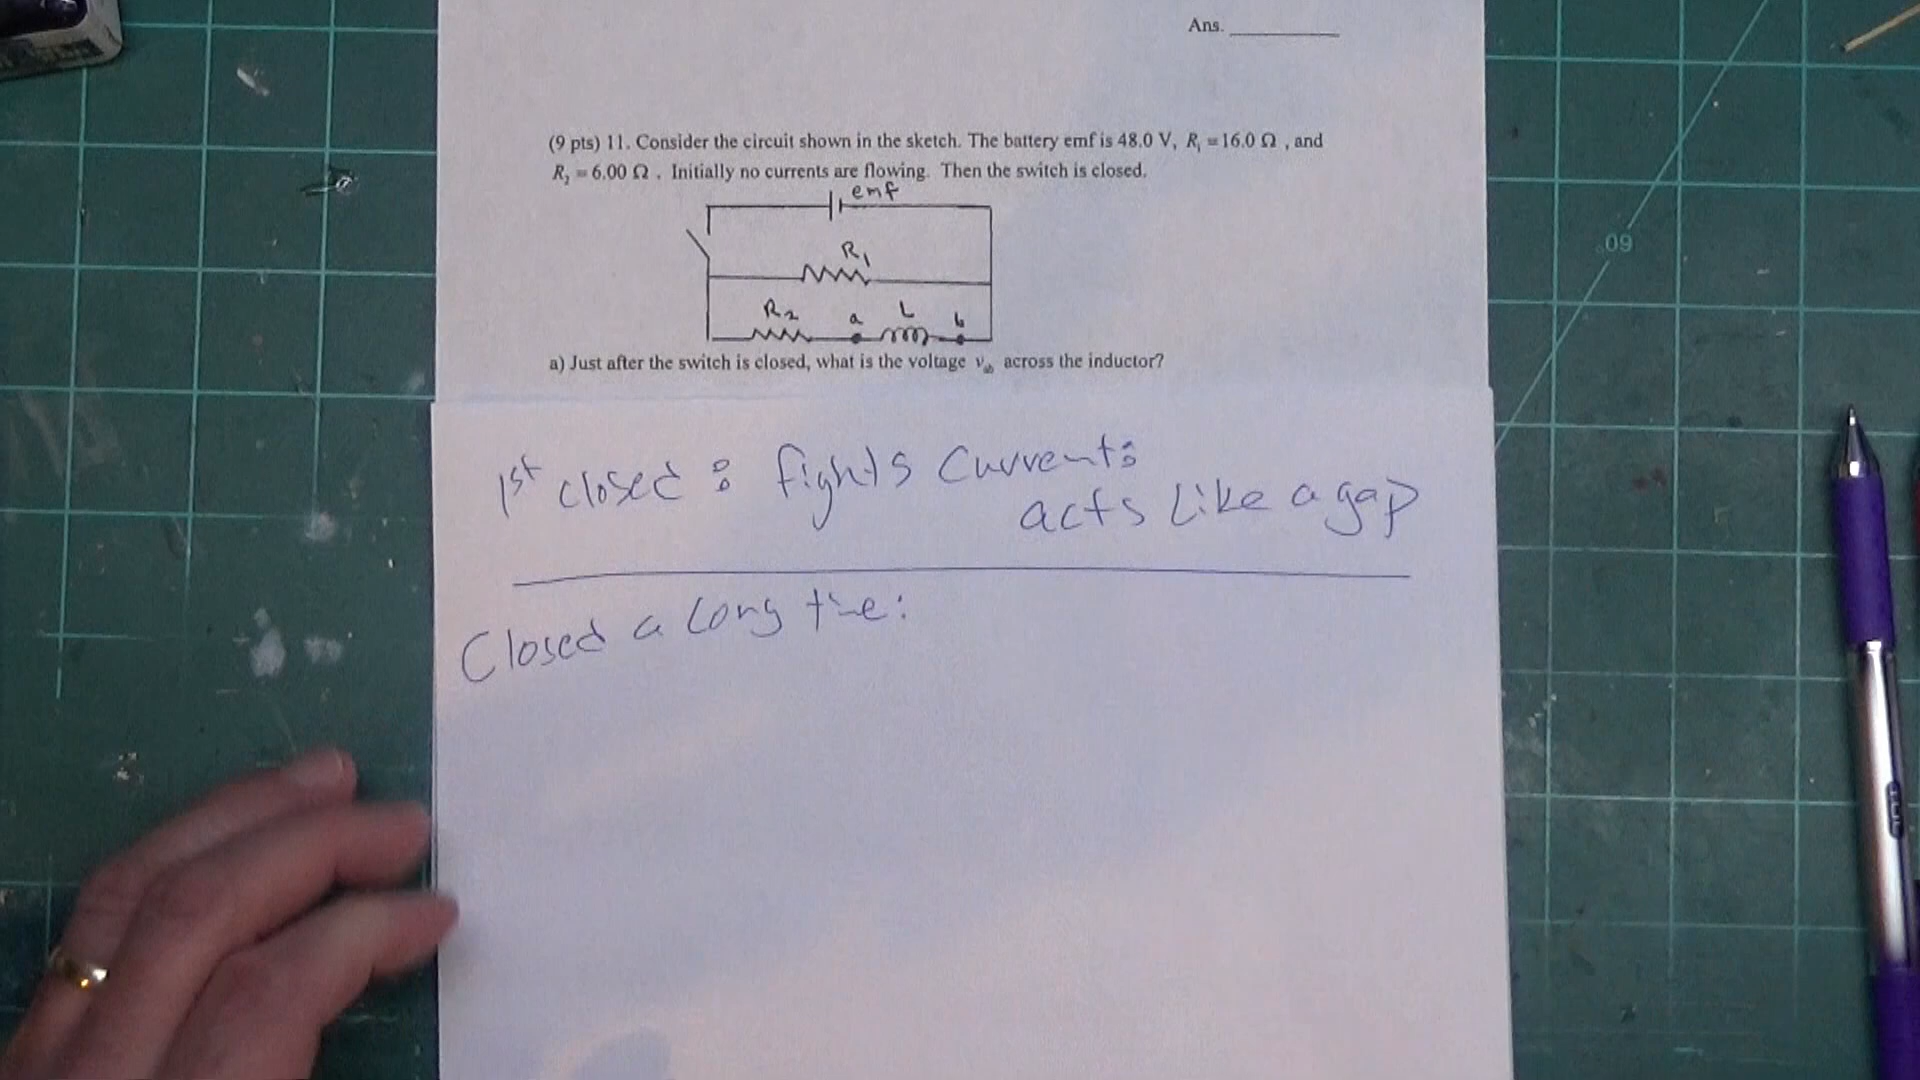 Ans. ________
(9 pts) 11. Consider the circuit shown in the sketch. The battery emf is 48.0 V, R₁ = 16.0 Ω , and
R₂ = 6.00 Ω . Initially no currents are flowing. Then the switch is closed.
emf
R₁
R₂ a L b
a) Just after the switch is closed, what is the voltage v_ab across the inductor?
1st closed: fights current:
acts like a gap
Closed a long time:
60